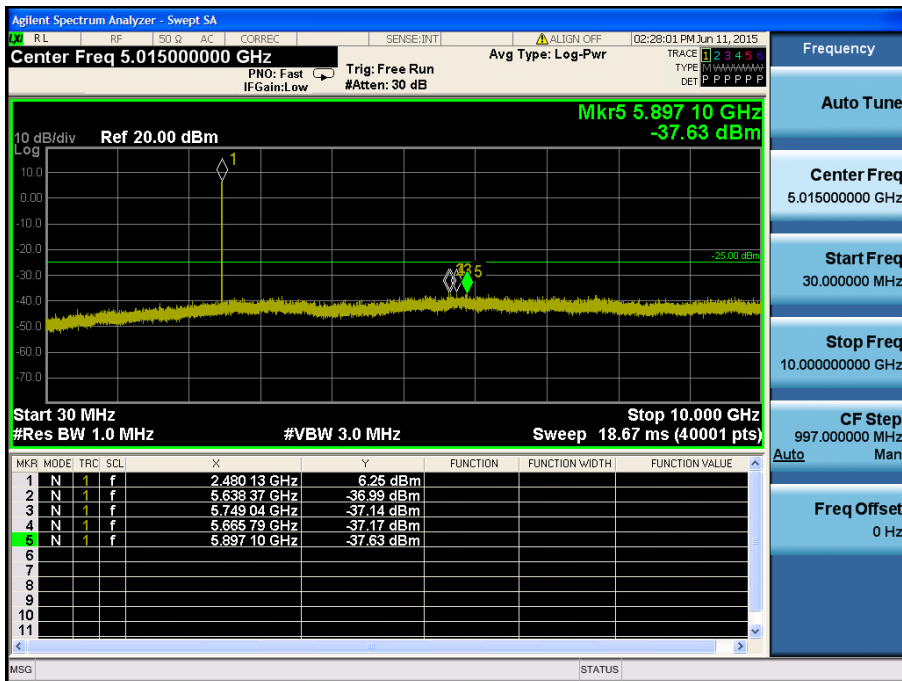 Agilent Spectrum Analyzer - Swept SA
LXI RL RF 50 Ω AC CORREC SENSE:INT ALIGN OFF 02:28:01 PM Jun 11, 2015
Center Freq 5.015000000 GHz
PNO: Fast
IFGain:Low
Trig: Free Run
#Atten: 30 dB
Avg Type: Log-Pwr
TRACE 1 2 3 4 5 6
TYPE M WWWWW
DET P P P P P P
Mkr5 5.897 10 GHz
-37.63 dBm
10 dB/div Ref 20.00 dBm
Log
10.0
0.00
-10.0
-20.0
-30.0
-40.0
-50.0
-60.0
-70.0
1
3 5
-25.00 dBm
Start 30 MHz Stop 10.000 GHz
#Res BW 1.0 MHz #VBW 3.0 MHz Sweep 18.67 ms (40001 pts)
MKR MODE TRC SCL X Y FUNCTION FUNCTION WIDTH FUNCTION VALUE
1 N 1 f 2.480 13 GHz 6.25 dBm
2 N 1 f 5.638 37 GHz -36.99 dBm
3 N 1 f 5.749 04 GHz -37.14 dBm
4 N 1 f 5.665 79 GHz -37.17 dBm
5 N 1 f 5.897 10 GHz -37.63 dBm
6
7
8
9
10
11
MSG STATUS
Frequency
Auto Tune
Center Freq
5.015000000 GHz
Start Freq
30.000000 MHz
Stop Freq
10.000000000 GHz
CF Step
997.000000 MHz
Auto Man
Freq Offset
0 Hz